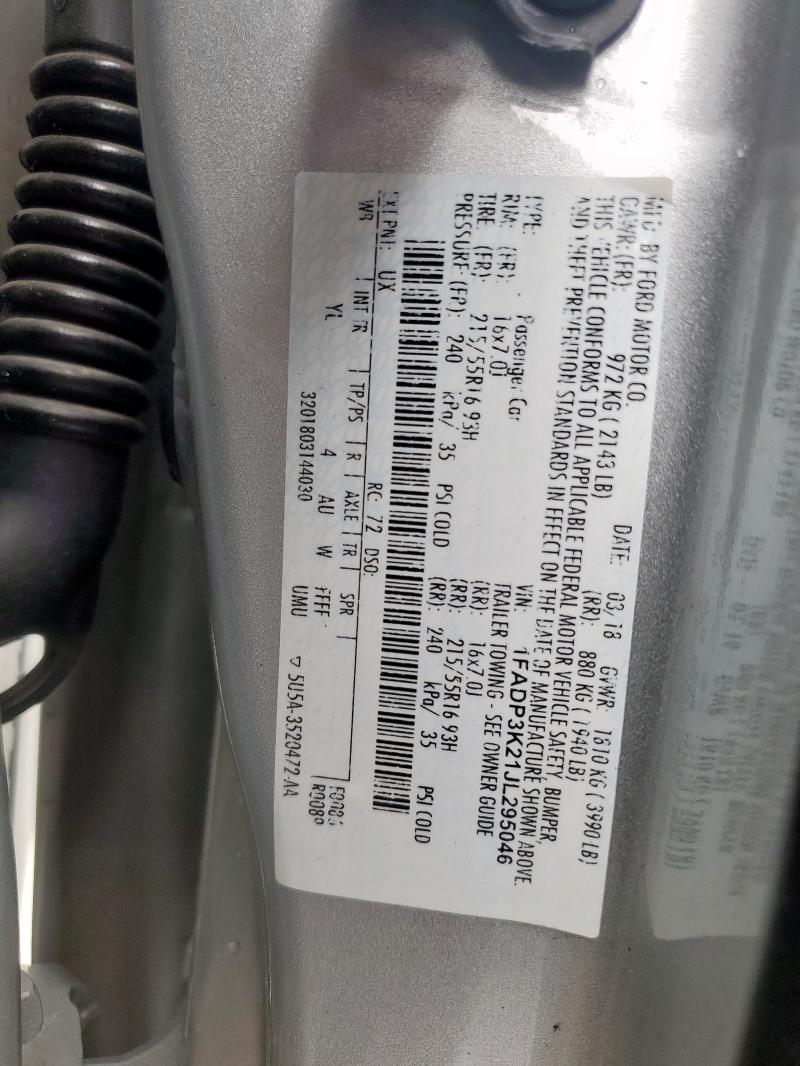 MFD. BY FORD MOTOR CO.
DATE: 03/18 GVWR: 1810 KG ( 3990 LB)
GAWR: (FR): 972 KG ( 2143 LB) (RR): 880 KG ( 1940 LB)
THIS VEHICLE CONFORMS TO ALL APPLICABLE FEDERAL MOTOR VEHICLE SAFETY, BUMPER,
AND THEFT PREVENTION STANDARDS IN EFFECT ON THE DATE OF MANUFACTURE SHOWN ABOVE.
VIN: 1FADP3K21JL295046
TYPE: Passenger Car TRAILER TOWING - SEE OWNER GUIDE
RIM: (FR): 16x7.0J (RR): 16x7.0J
TIRE: (FR): 215/55R16 93H (RR): 215/55R16 93H
PRESSURE (FR): 240 kPa/ 35 PSI COLD (RR): 240 kPa/ 35 PSI COLD
EXT PNT: UX RC: 72 DSO:
WB INT TR TP/PS R AXLE TR SPR
YL 4 AU W FFFF
3201803144030 UMU ▽ 5U5A-3520472-AA